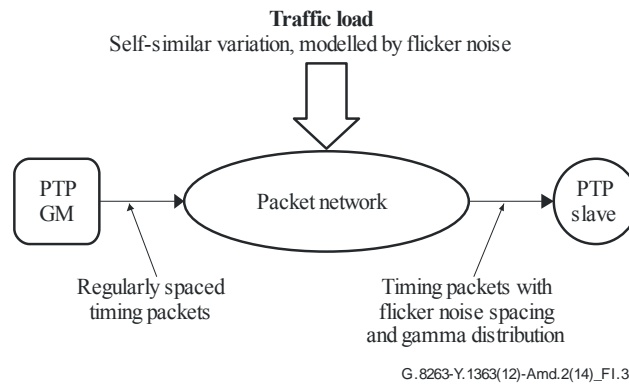 Traffic load
Self-similar variation, modelled by flicker noise
PTP
GM
Packet network
PTP
slave
Regularly spaced
timing packets
Timing packets with
flicker noise spacing
and gamma distribution
G.8263-Y.1363(12)-Amd.2(14)_FI.3